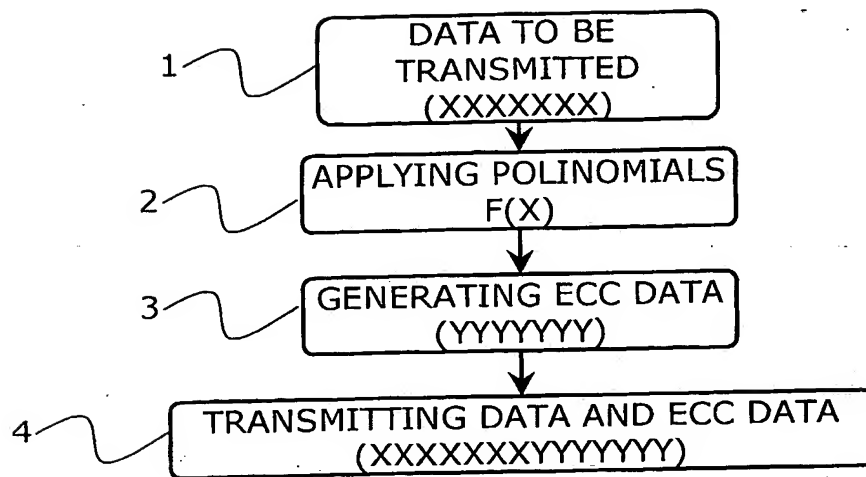 1
DATA TO BE
TRANSMITTED
(XXXXXXX)
2
APPLYING POLINOMIALS
F(X)
3
GENERATING ECC DATA
(YYYYYYY)
4
TRANSMITTING DATA AND ECC DATA
(XXXXXXXYYYYYYY)